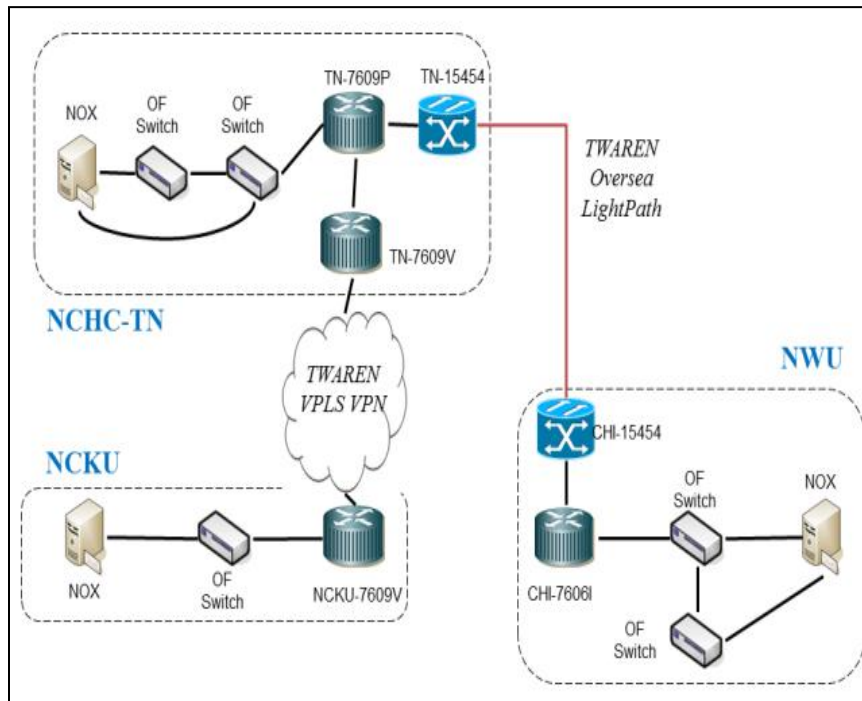 TN-7609P
TN-15454
NOX
OF
Switch
OF
Switch
TWAREN
Oversea
LightPath
TN-7609V
NCHC-TN
TWAREN
VPLS VPN
NWU
CHI-15454
NCKU
OF
Switch
NOX
NOX
OF
Switch
NCKU-7609V
CHI-7606I
OF
Switch